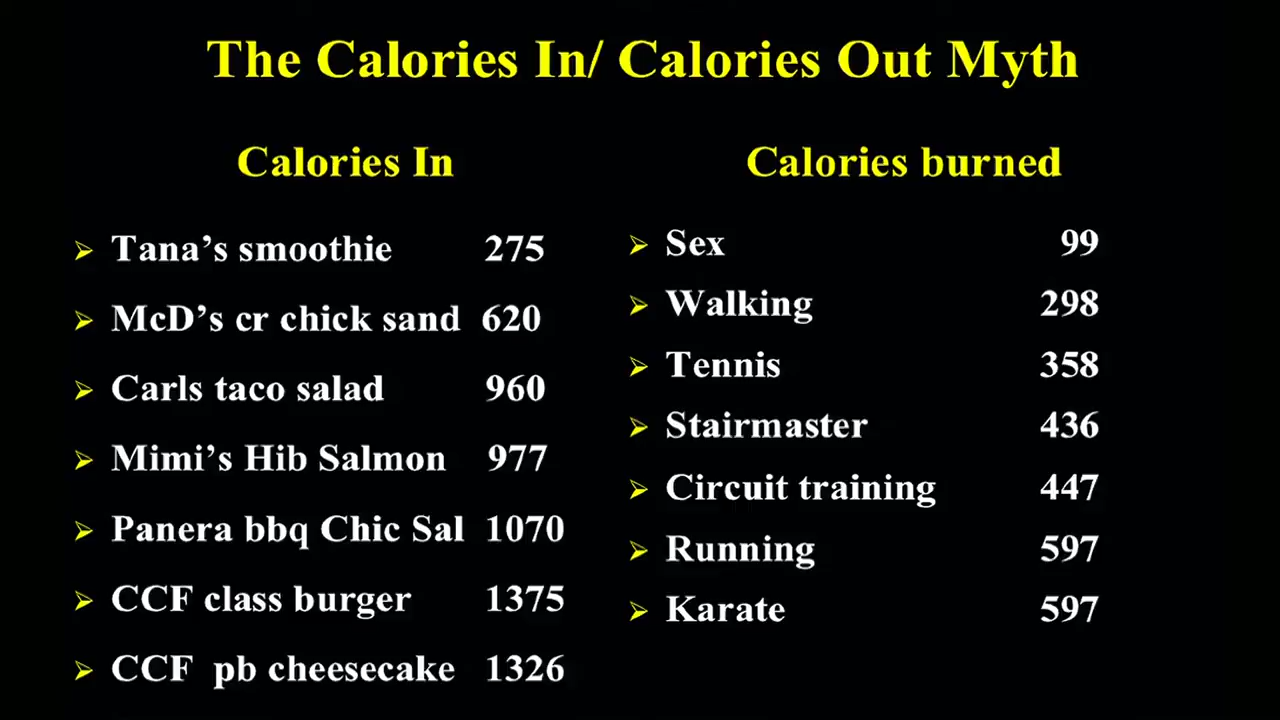 The Calories In/ Calories Out Myth
Calories In
Tana's smoothie 275
McD's cr chick sand 620
Carls taco salad 960
Mimi's Hib Salmon 977
Panera bbq Chic Sal 1070
CCF class burger 1375
CCF pb cheesecake 1326
Calories burned
Sex 99
Walking 298
Tennis 358
Stairmaster 436
Circuit training 447
Running 597
Karate 597